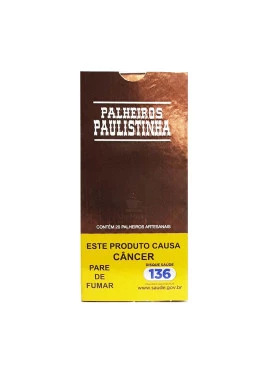 PALHEIROS
PAULISTINHA
CONTÉM 20 PALHEIROS ARTESANAIS
ESTE PRODUTO CAUSA
CÂNCER
PARE
DE
FUMAR
DISQUE SAÚDE
136
www.saude.gov.br